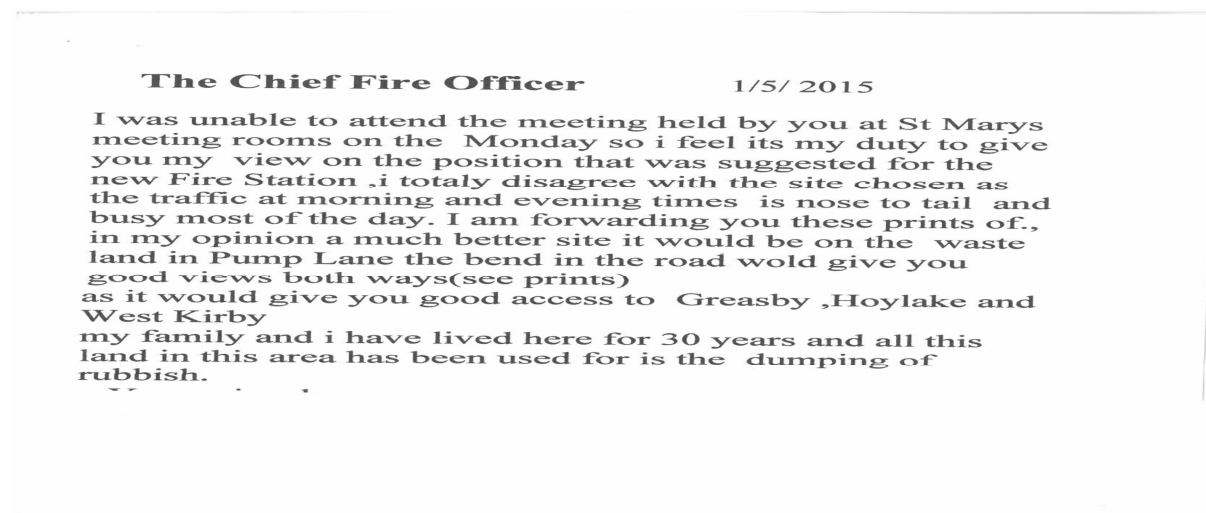 The Chief Fire Officer 1/5/ 2015
I was unable to attend the meeting held by you at St Marys
meeting rooms on the Monday so i feel its my duty to give
you my view on the position that was suggested for the
new Fire Station ,i totaly disagree with the site chosen as
the traffic at morning and evening times is nose to tail and
busy most of the day. I am forwarding you these prints of.,
in my opinion a much better site it would be on the waste
land in Pump Lane the bend in the road wold give you
good views both ways(see prints)
as it would give you good access to Greasby ,Hoylake and
West Kirby
my family and i have lived here for 30 years and all this
land in this area has been used for is the dumping of
rubbish.